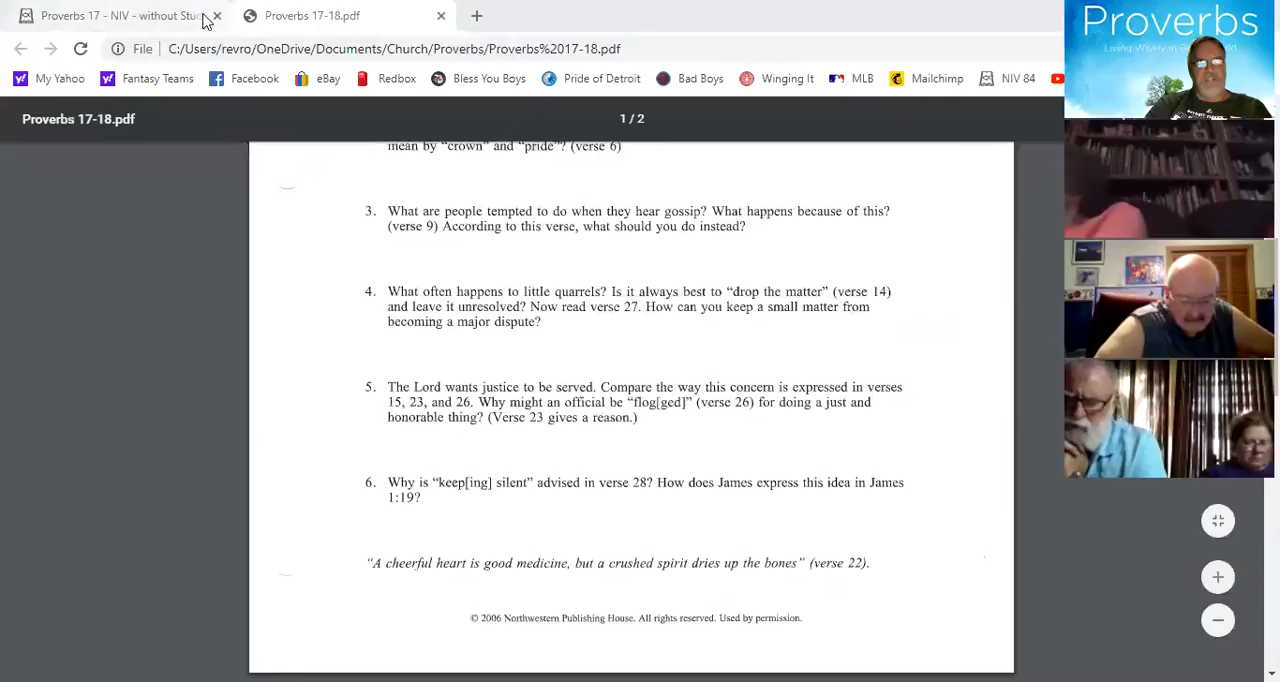 Proverbs 17 - NIV - without Stu
Proverbs 17-18.pdf
File
C:/Users/revro/OneDrive/Documents/Church/Proverbs/Proverbs%2017-18.pdf
My Yahoo
Fantasy Teams
Facebook
eBay
Redbox
Bless You Boys
Pride of Detroit
Bad Boys
Winging It
MLB
Mailchimp
NIV 84
Proverbs 17-18.pdf
1 / 2
mean by “crown” and “pride”? (verse 6)
3. What are people tempted to do when they hear gossip? What happens because of this?
(verse 9) According to this verse, what should you do instead?
4. What often happens to little quarrels? Is it always best to “drop the matter” (verse 14)
and leave it unresolved? Now read verse 27. How can you keep a small matter from
becoming a major dispute?
5. The Lord wants justice to be served. Compare the way this concern is expressed in verses
15, 23, and 26. Why might an official be “flog[ged]” (verse 26) for doing a just and
honorable thing? (Verse 23 gives a reason.)
6. Why is “keep[ing] silent” advised in verse 28? How does James express this idea in James
1:19?
“A cheerful heart is good medicine, but a crushed spirit dries up the bones” (verse 22).
© 2006 Northwestern Publishing House. All rights reserved. Used by permission.
Proverbs
Living Wisely in